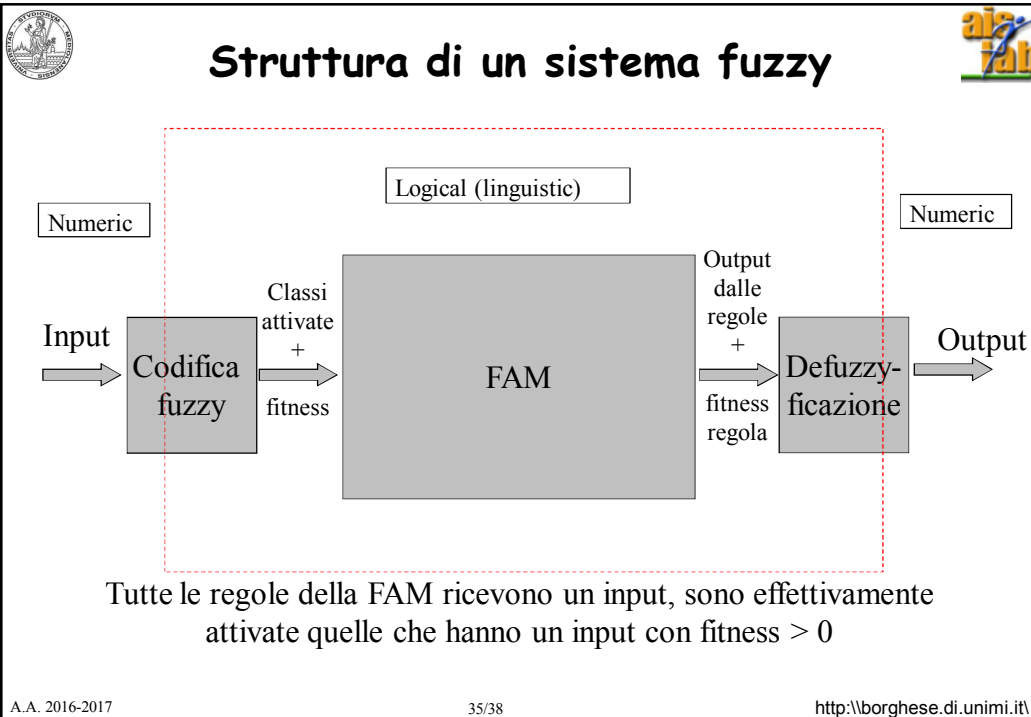 Struttura di un sistema fuzzy
ais
lab
Logical (linguistic)
Numeric
Numeric
Input
Codifica
fuzzy
Classi
attivate
+
fitness
FAM
Output
dalle
regole
+
fitness
regola
Defuzzy-
ficazione
Output
Tutte le regole della FAM ricevono un input, sono effettivamente
attivate quelle che hanno un input con fitness > 0
A.A. 2016-2017
35/38
http:\\borghese.di.unimi.it\